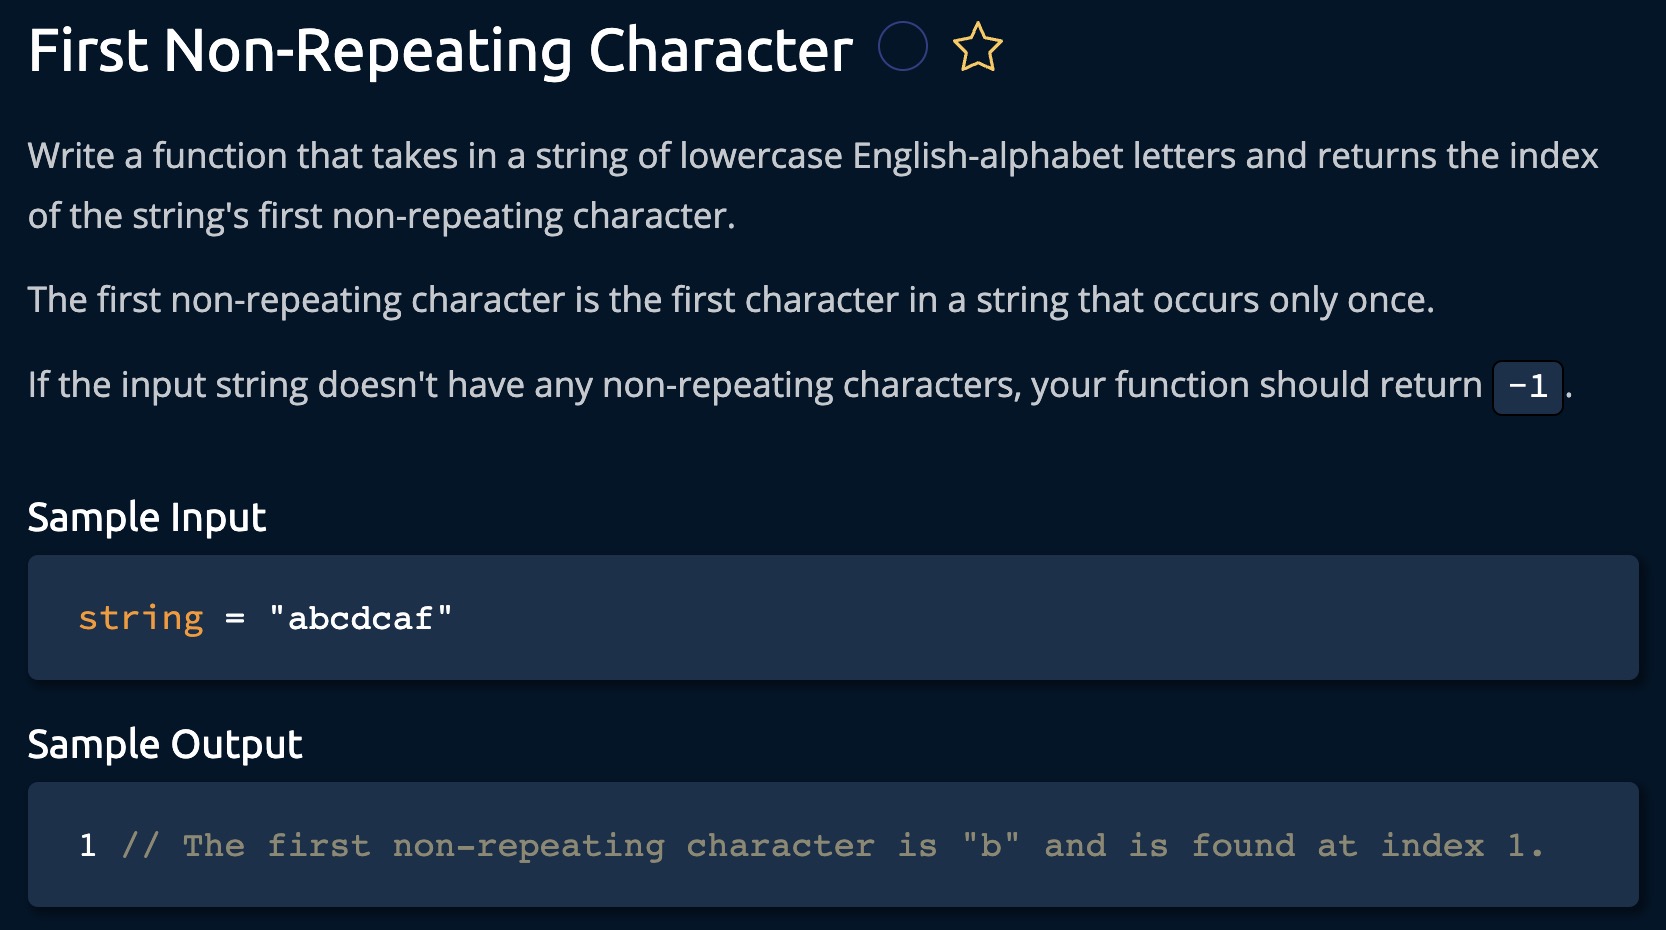 First Non-Repeating Character
Write a function that takes in a string of lowercase English-alphabet letters and returns the index
of the string's first non-repeating character.
The first non-repeating character is the first character in a string that occurs only once.
If the input string doesn't have any non-repeating characters, your function should return -1.
Sample Input
string = "abcdcaf"
Sample Output
1 // The first non-repeating character is "b" and is found at index 1.